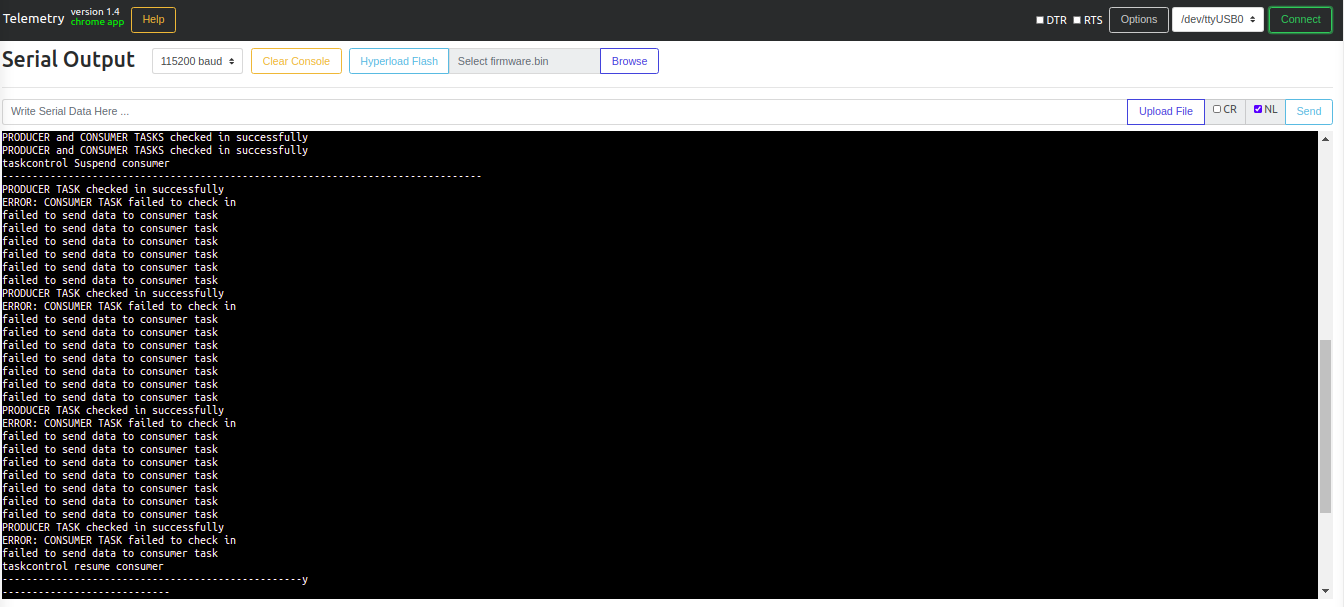 Telemetry version 1.4 chrome app Help DTR RTS Options /dev/ttyUSB0 Connect
Serial Output 115200 baud Clear Console Hyperload Flash Select firmware.bin Browse
Write Serial Data Here ... Upload File CR NL Send
PRODUCER and CONSUMER TASKS checked in successfully
PRODUCER and CONSUMER TASKS checked in successfully
taskcontrol Suspend consumer
--------------------------------------------------------------------------------
PRODUCER TASK checked in successfully
ERROR: CONSUMER TASK failed to check in
failed to send data to consumer task
failed to send data to consumer task
failed to send data to consumer task
failed to send data to consumer task
failed to send data to consumer task
failed to send data to consumer task
PRODUCER TASK checked in successfully
ERROR: CONSUMER TASK failed to check in
failed to send data to consumer task
failed to send data to consumer task
failed to send data to consumer task
failed to send data to consumer task
failed to send data to consumer task
failed to send data to consumer task
failed to send data to consumer task
PRODUCER TASK checked in successfully
ERROR: CONSUMER TASK failed to check in
failed to send data to consumer task
failed to send data to consumer task
failed to send data to consumer task
failed to send data to consumer task
failed to send data to consumer task
failed to send data to consumer task
failed to send data to consumer task
PRODUCER TASK checked in successfully
ERROR: CONSUMER TASK failed to check in
failed to send data to consumer task
taskcontrol resume consumer
--------------------------------------------------y
----------------------------